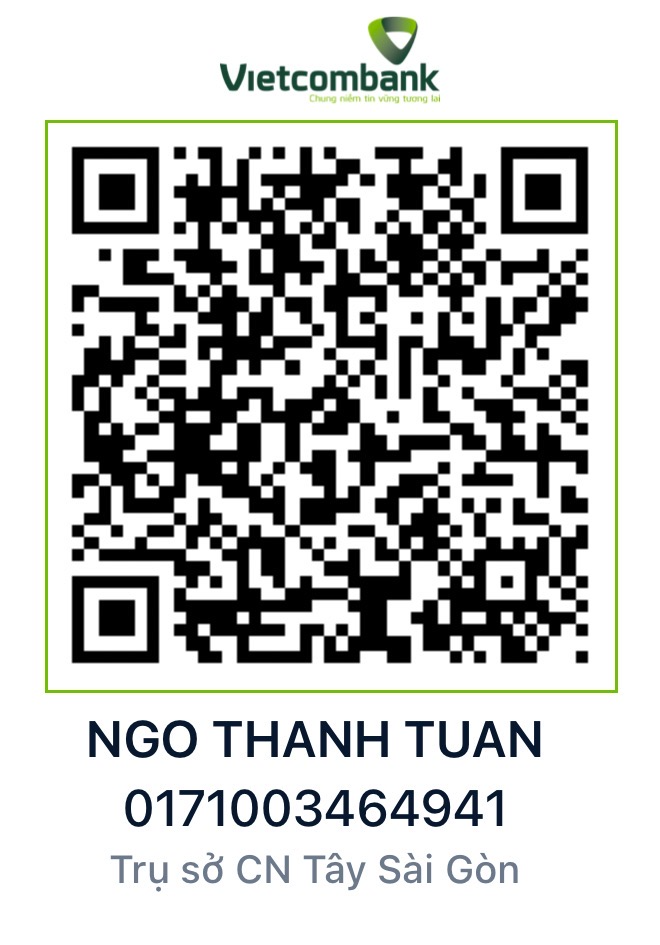 Vietcombank
Chung niềm tin vững tương lai
NGO THANH TUAN
0171003464941
Trụ sở CN Tây Sài Gòn